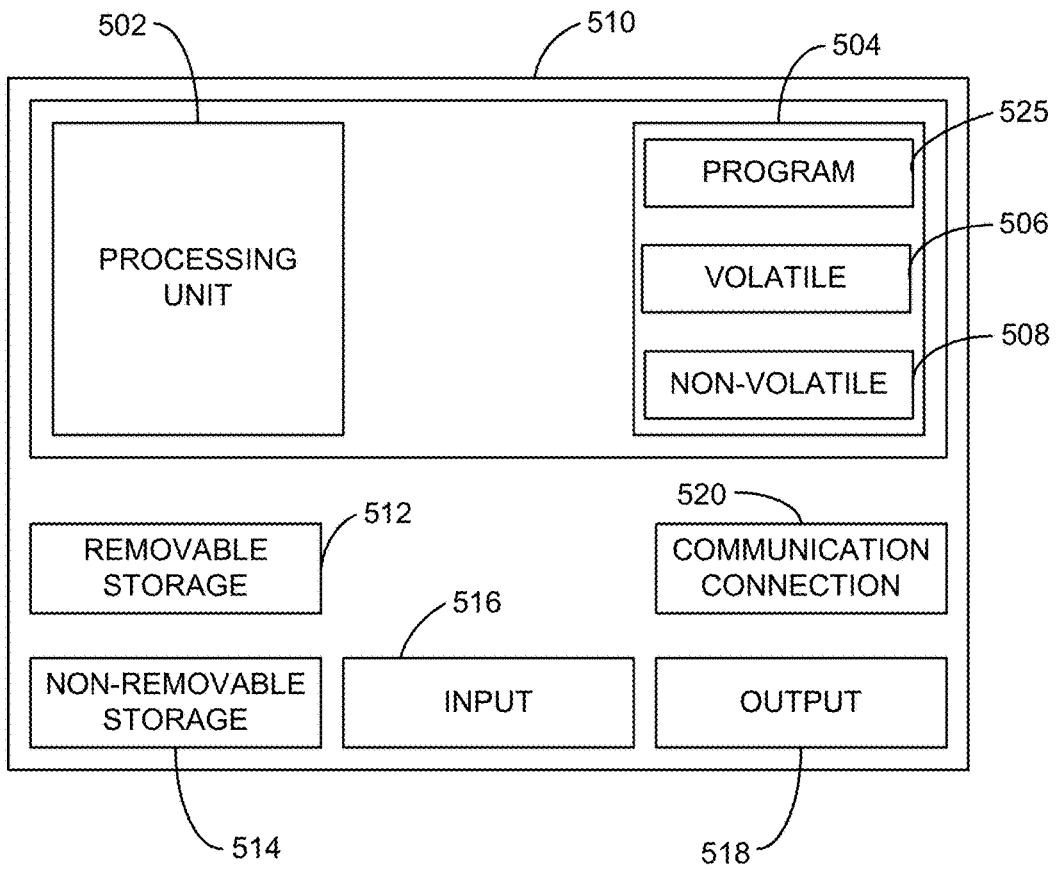 502
510
504
525
PROGRAM
506
PROCESSING
UNIT
VOLATILE
508
NON-VOLATILE
520
512
REMOVABLE
STORAGE
COMMUNICATION
CONNECTION
516
NON-REMOVABLE
STORAGE
INPUT
OUTPUT
514
518